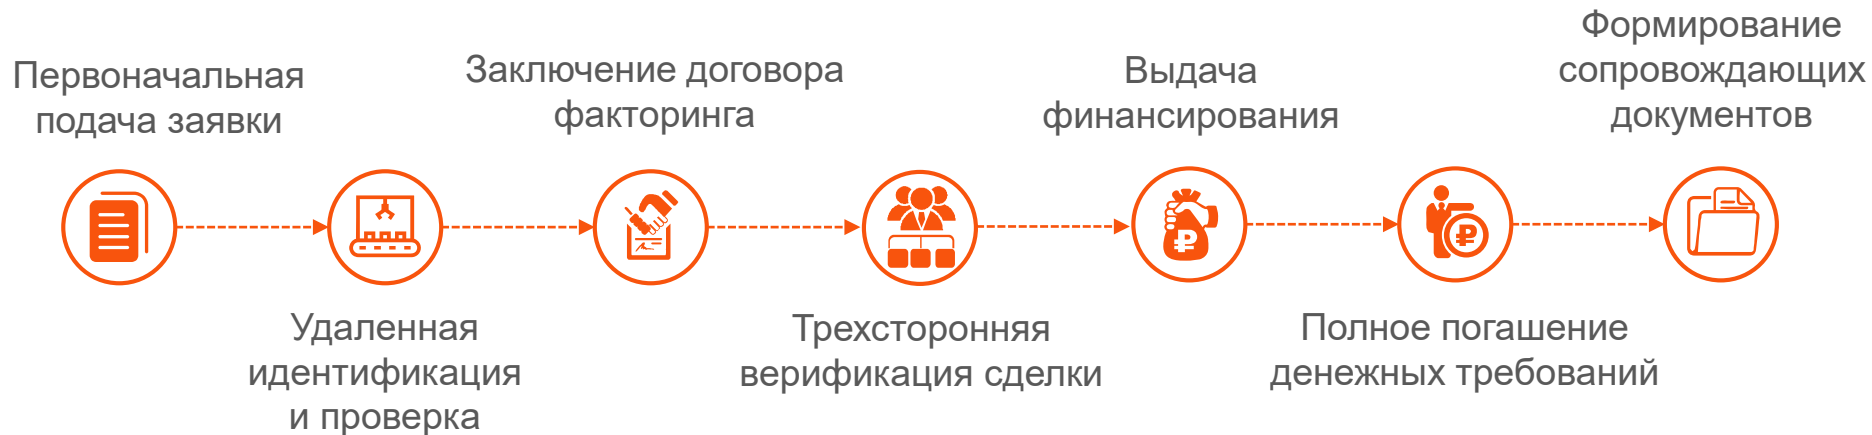 Первоначальная
подача заявки
Удаленная
идентификация
и проверка
Заключение договора
факторинга
Трехсторонняя
верификация сделки
Выдача
финансирования
Полное погашение
денежных требований
Формирование
сопровождающих
документов